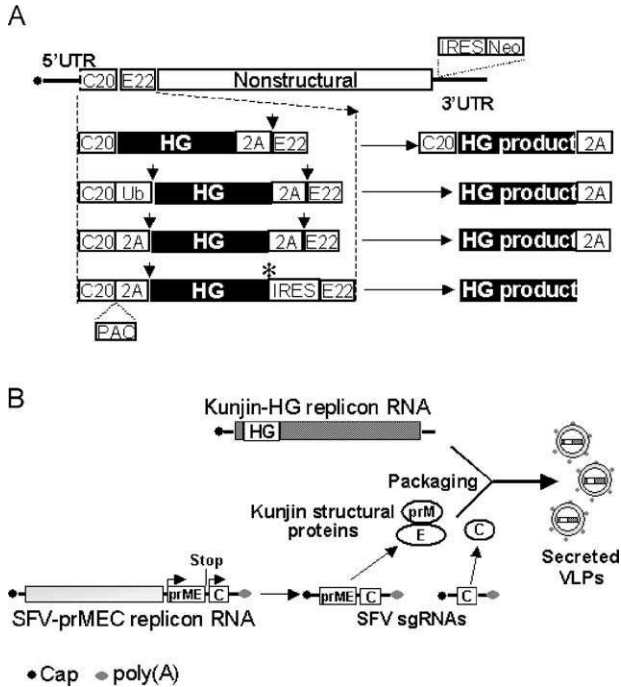 A
IRES Neo
5'UTR
C20 E22 Nonstructural
3'UTR
C20 HG 2A E22
C20 HG product 2A
C20 Ub HG 2A E22
HG product 2A
C20 2A HG 2A E22
HG product 2A
*
C20 2A HG IRES E22
HG product
PAC
B
Kunjin-HG replicon RNA
HG
Packaging
Kunjin structural
proteins
prM
E
C
Secreted
VLPs
Stop
prME C
SFV-prMEC replicon RNA
prME C
C
SFV sgRNAs
Cap poly(A)